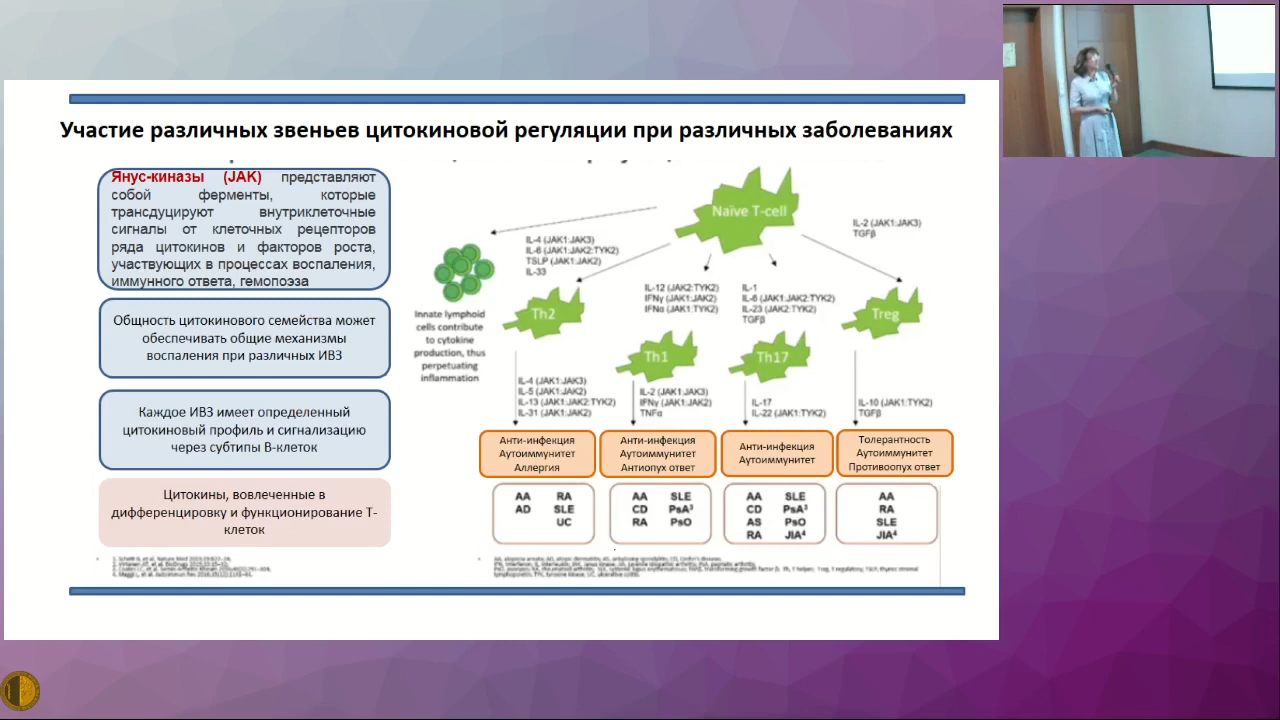 Участие различных звеньев цитокиновой регуляции при различных заболеваниях
Янус-киназы (JAK) представляют
собой ферменты, которые
трансдуцируют внутриклеточные
сигналы от клеточных рецепторов
ряда цитокинов и факторов роста,
участвующих в процессах воспаления,
иммунного ответа, гемопоэза
Общность цитокинового семейства может
обеспечивать общие механизмы
воспаления при различных ИВЗ
Каждое ИВЗ имеет определенный
цитокиновый профиль и сигнализацию
через субтипы В-клеток
Цитокины, вовлеченные в
дифференцировку и функционирование Т-
клеток
Naïve T-cell
IL-2 (JAK1:JAK3)
TGFβ
IL-4 (JAK1:JAK3)
IL-6 (JAK1:JAK2:TYK2)
TSLP (JAK1:JAK2)
IL-33
IL-12 (JAK2:TYK2)
IFNγ (JAK1:JAK2)
IFNα (JAK1:TYK2)
IL-1
IL-6 (JAK1:JAK2:TYK2)
IL-23 (JAK2:TYK2)
TGFβ
Innate lymphoid
cells contribute
to cytokine
production, thus
perpetuating
inflammation
Th2
Th1
Th17
Treg
IL-4 (JAK1:JAK3)
IL-5 (JAK1:JAK2)
IL-13 (JAK1:JAK2:TYK2)
IL-31 (JAK1:JAK2)
IL-2 (JAK1:JAK3)
IFNγ (JAK1:JAK2)
TNFα
IL-17
IL-22 (JAK1:TYK2)
IL-10 (JAK1:TYK2)
TGFβ
Анти-инфекция
Аутоиммунитет
Аллергия
Анти-инфекция
Аутоиммунитет
Антиопух ответ
Анти-инфекция
Аутоиммунитет
Толерантность
Аутоиммунитет
Противоопух ответ
AA RA
AD SLE
UC
AA SLE
CD PsA³
RA PsO
AA SLE
CD PsA³
AS PsO
RA JIA⁴
AA
RA
SLE
JIA⁴